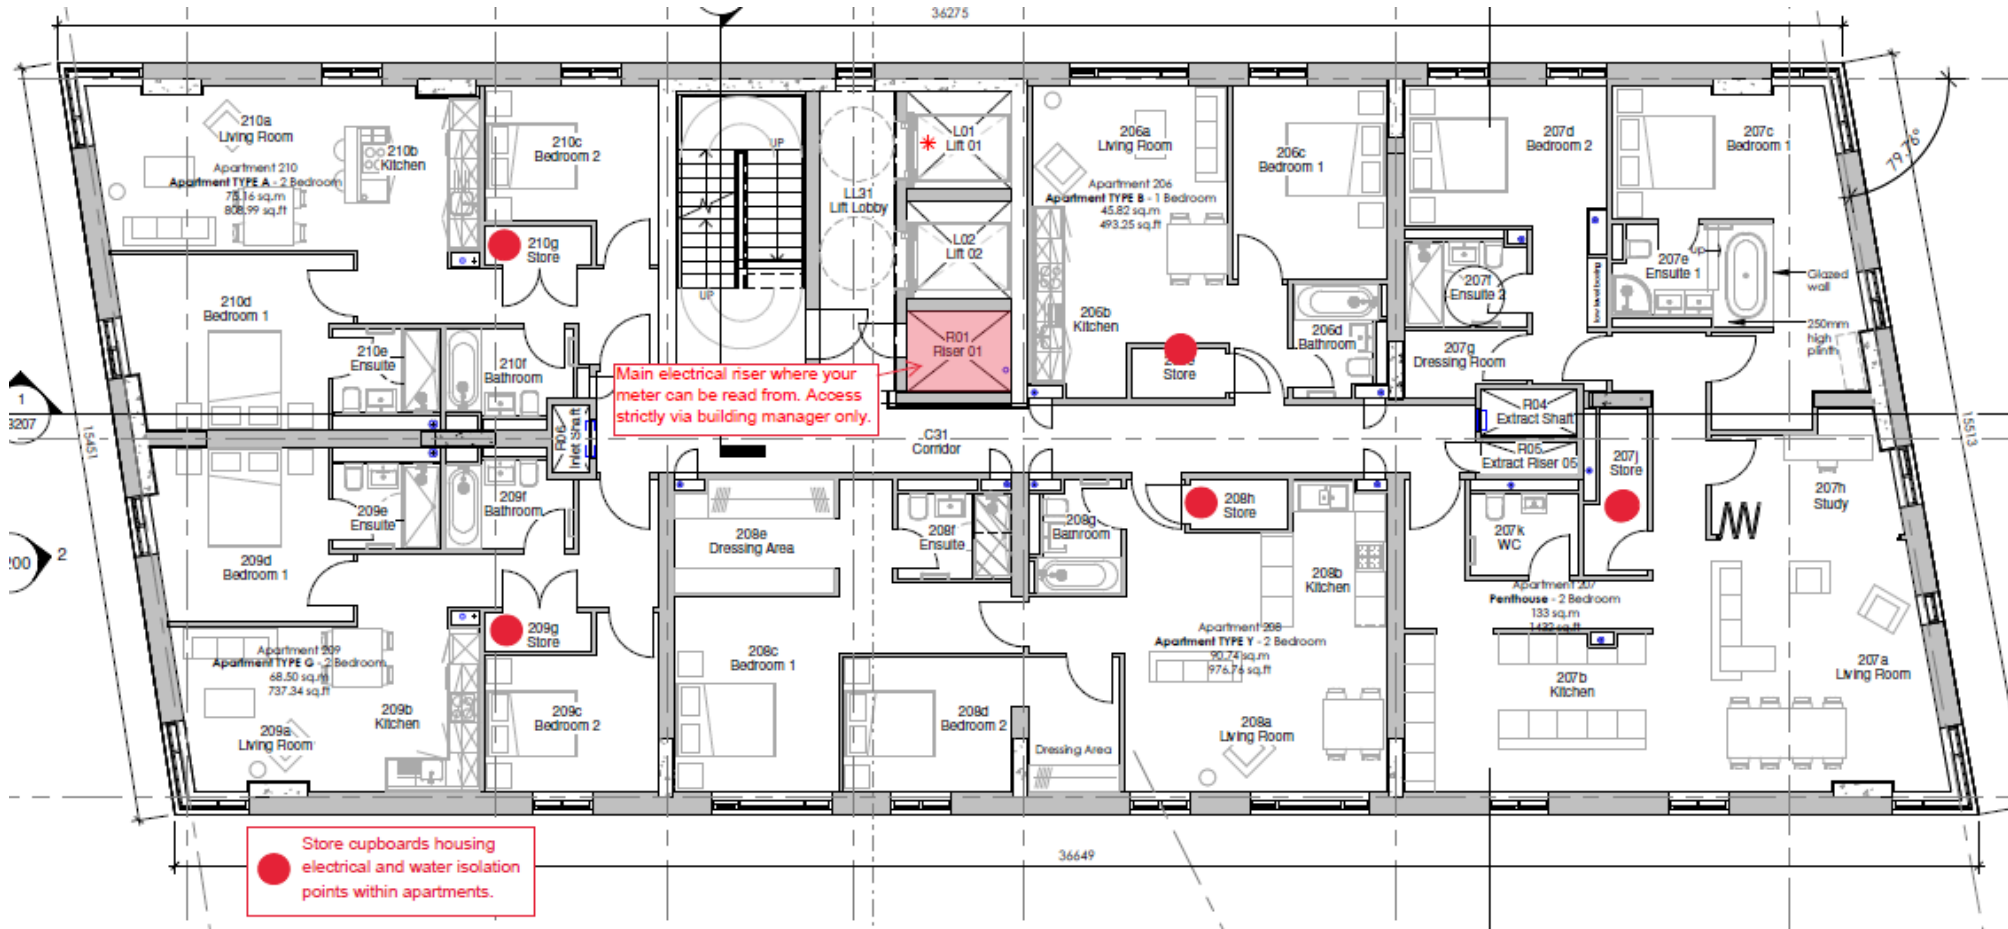 36275
210a
Living Room
Apartment 210
Apartment TYPE A - 2 Bedroom
75.16 sq.m
808.99 sq.ft
210b
Kitchen
210c
Bedroom 2
210g
Store
210d
Bedroom 1
210e
Ensuite
210f
Bathroom
UP
UP
LL31
Lift Lobby
L01
Lift 01
L02
Lift 02
R01
Riser 01
Main electrical riser where your
meter can be read from. Access
strictly via building manager only.
206a
Living Room
Apartment 206
Apartment TYPE B - 1 Bedroom
45.82 sq.m
493.25 sq.ft
206b
Kitchen
206c
Bedroom 1
206d
Bathroom
Store
207d
Bedroom 2
207c
Bedroom 1
207e
Ensuite 1
up
207f
Ensuite 2
low level boxing
207g
Dressing Room
Glazed
wall
250mm
high
plinth
79.76°
1
3207
15451
R06
Inlet Shaft
C31
Corridor
R04
Extract Shaft
R05
Extract Riser 05
207j
Store
207h
Study
15513
2
209d
Bedroom 1
209e
Ensuite
209f
Bathroom
209g
Store
Apartment 209
Apartment TYPE G - 2 Bedroom
68.50 sq.m
737.34 sq.ft
209a
Living Room
209b
Kitchen
209c
Bedroom 2
208e
Dressing Area
208f
Ensuite
208g
Bathroom
208h
Store
208b
Kitchen
208c
Bedroom 1
208d
Bedroom 2
Dressing Area
Apartment 208
Apartment TYPE Y - 2 Bedroom
90.74 sq.m
976.76 sq.ft
208a
Living Room
207k
WC
W
Apartment 207
Penthouse - 2 Bedroom
133 sq.m
1432 sq.ft
207b
Kitchen
207a
Living Room
36649
Store cupboards housing
electrical and water isolation
points within apartments.